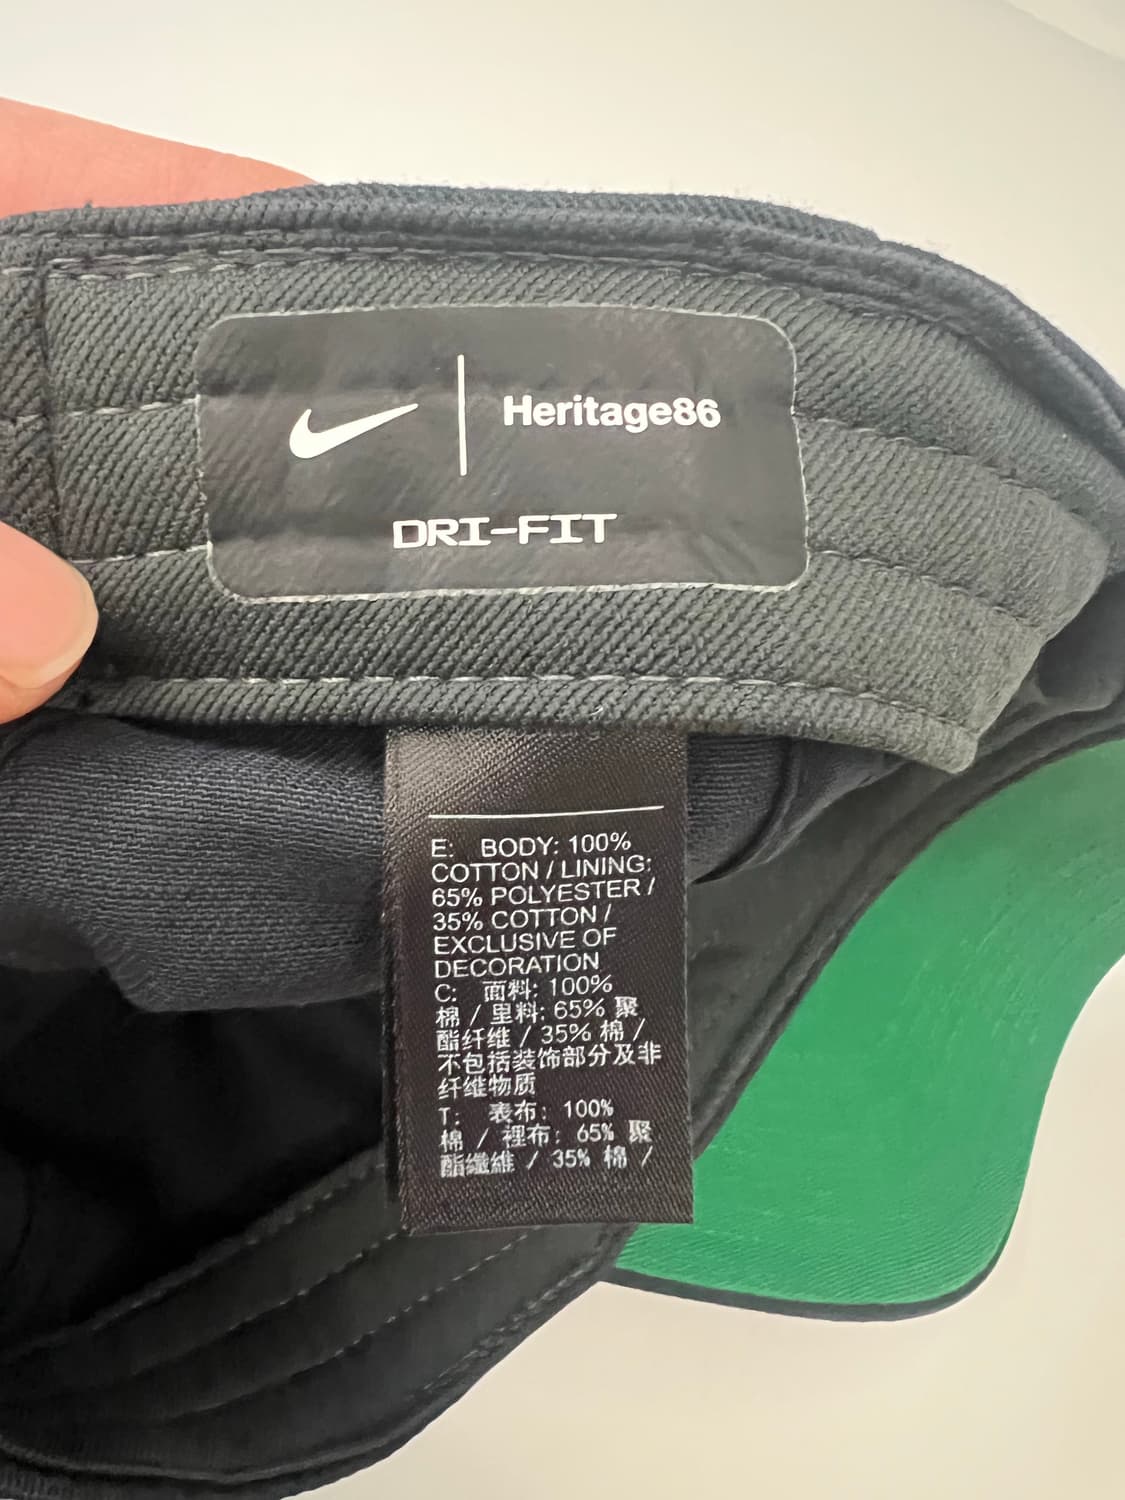 Heritage86
DRI-FIT
E: BODY: 100%
COTTON / LINING:
65% POLYESTER /
35% COTTON /
EXCLUSIVE OF
DECORATION
C: 面料: 100%
棉 / 里料: 65% 聚
酯纤维 / 35% 棉 /
不包括装饰部分及非
纤维物质
T: 表布: 100%
棉 / 裡布: 65% 聚
酯纖維 / 35% 棉 /